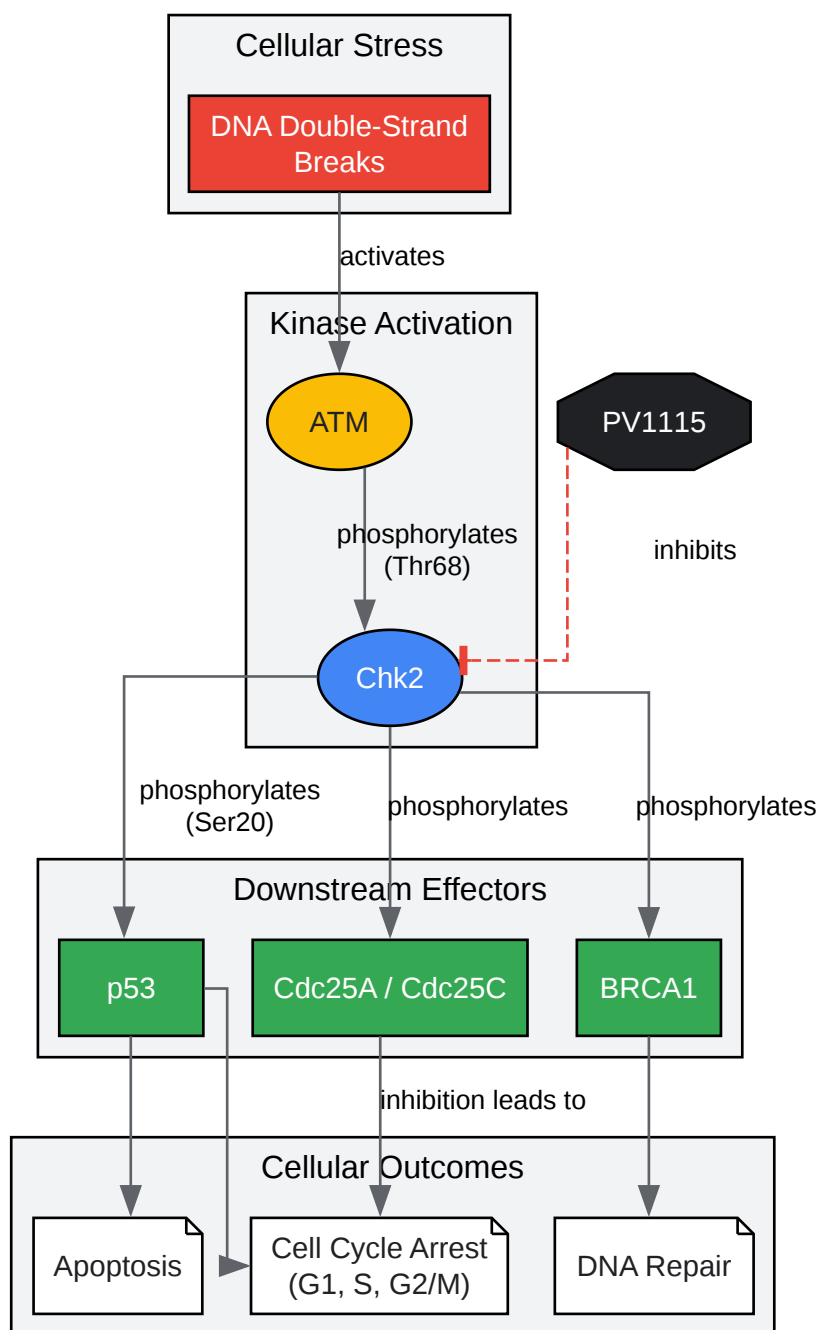 Cellular Stress
DNA Double-Strand
Breaks
activates
Kinase Activation
ATM
PV1115
phosphorylates
(Thr68)
inhibits
Chk2
phosphorylates
(Ser20)
phosphorylates
phosphorylates
Downstream Effectors
p53
Cdc25A / Cdc25C
BRCA1
inhibition leads to
Cellular Outcomes
Apoptosis
Cell Cycle Arrest
(G1, S, G2/M)
DNA Repair